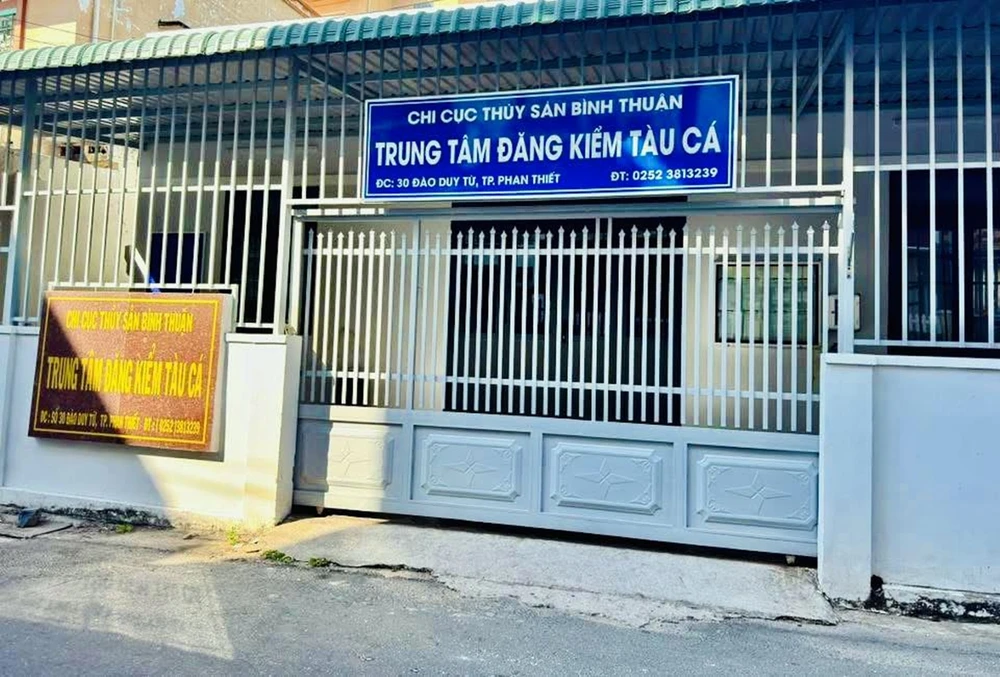 CHI CỤC THỦY SẢN BÌNH THUẬN
TRUNG TÂM ĐĂNG KIỂM TÀU CÁ
ĐC: 30 ĐÀO DUY TỪ, TP. PHAN THIẾT ĐT: 0252 3813239
CHI CỤC THỦY SẢN BÌNH THUẬN
TRUNG TÂM ĐĂNG KIỂM TÀU CÁ
ĐC : SỐ 30 ĐÀO DUY TỪ, TP. PHAN THIẾT ĐT : 0252 3813239